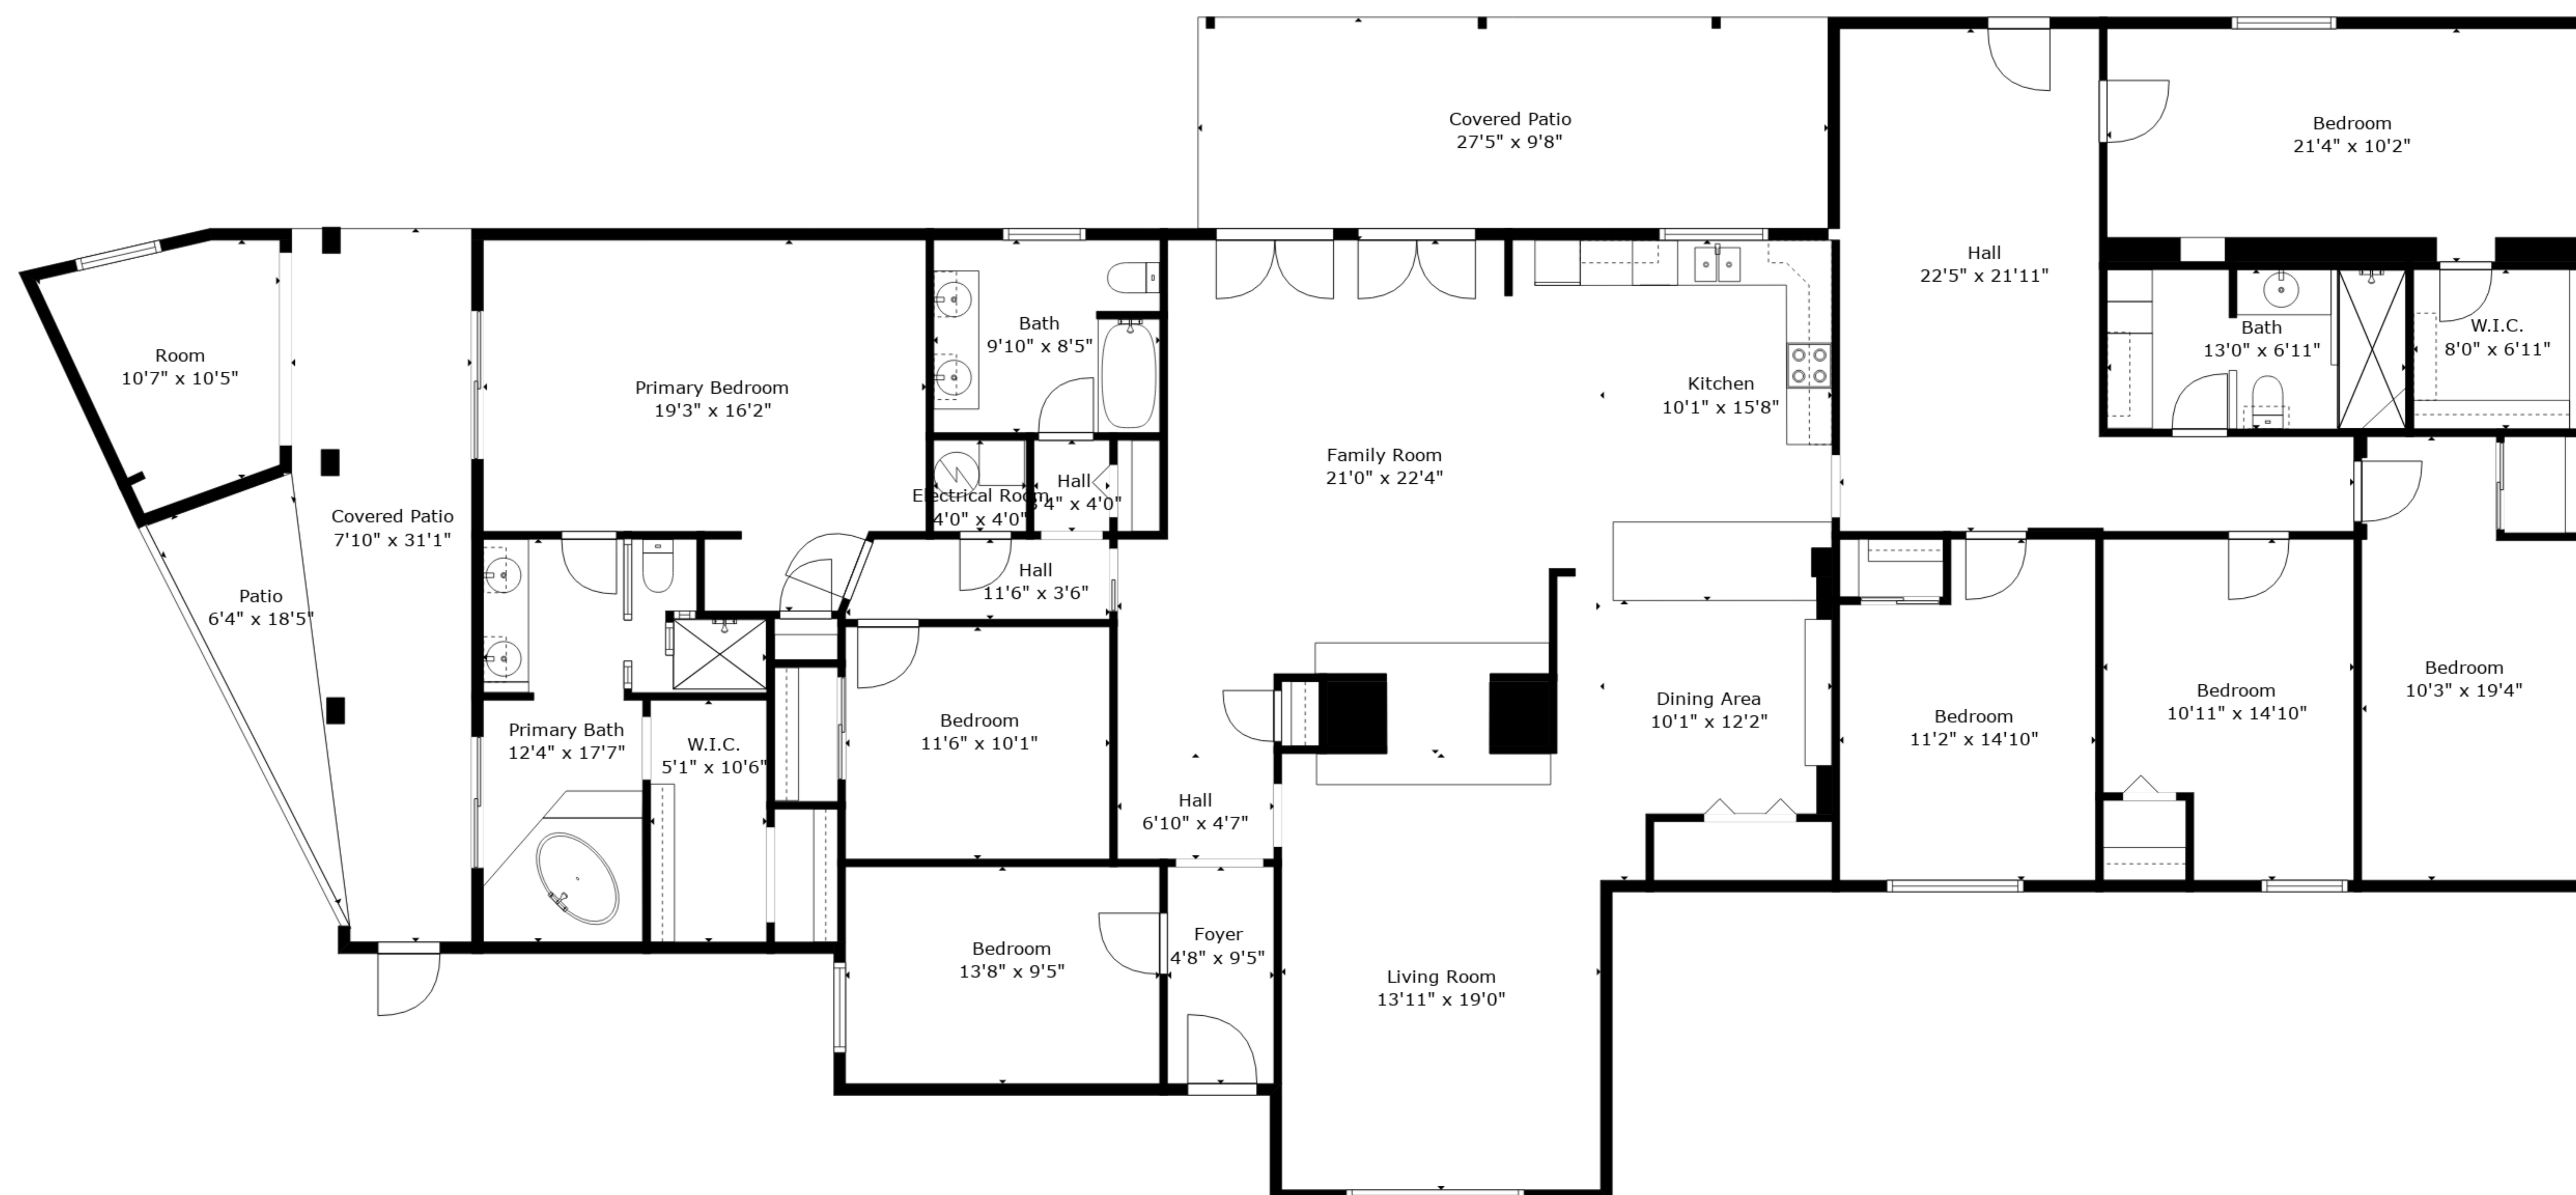 Covered Patio
27'5" x 9'8"
Bedroom
21'4" x 10'2"
Hall
22'5" x 21'11"
Room
10'7" x 10'5"
Primary Bedroom
19'3" x 16'2"
Bath
9'10" x 8'5"
Kitchen
10'1" x 15'8"
Bath
13'0" x 6'11"
W.I.C.
8'0" x 6'11"
Family Room
21'0" x 22'4"
Electrical Room
4'0" x 4'0"
Hall
4" x 4'0"
Covered Patio
7'10" x 31'1"
Hall
11'6" x 3'6"
Patio
6'4" x 18'5"
Primary Bath
12'4" x 17'7"
W.I.C.
5'1" x 10'6"
Bedroom
11'6" x 10'1"
Dining Area
10'1" x 12'2"
Bedroom
11'2" x 14'10"
Bedroom
10'11" x 14'10"
Bedroom
10'3" x 19'4"
Hall
6'10" x 4'7"
Bedroom
13'8" x 9'5"
Foyer
4'8" x 9'5"
Living Room
13'11" x 19'0"